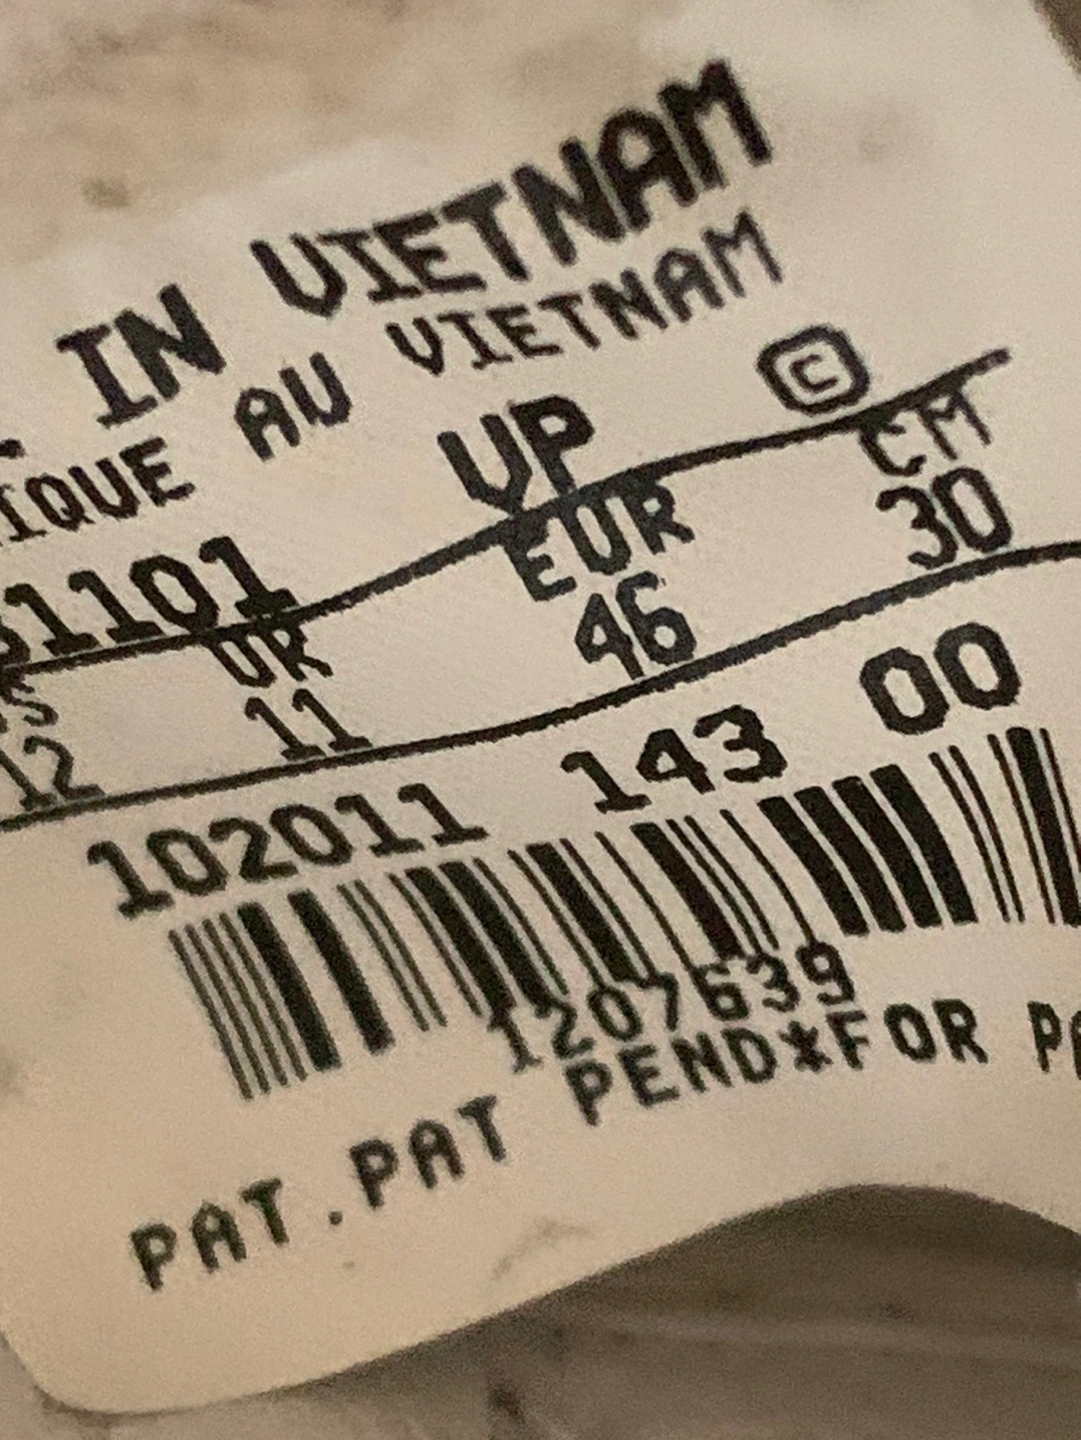 IN VIETNAM
IQUE AU VIETNAM
1101 UP ©
UK EUR CM
12 11 46 30
102011 143 00
1207639
PAT.PAT PEND*FOR